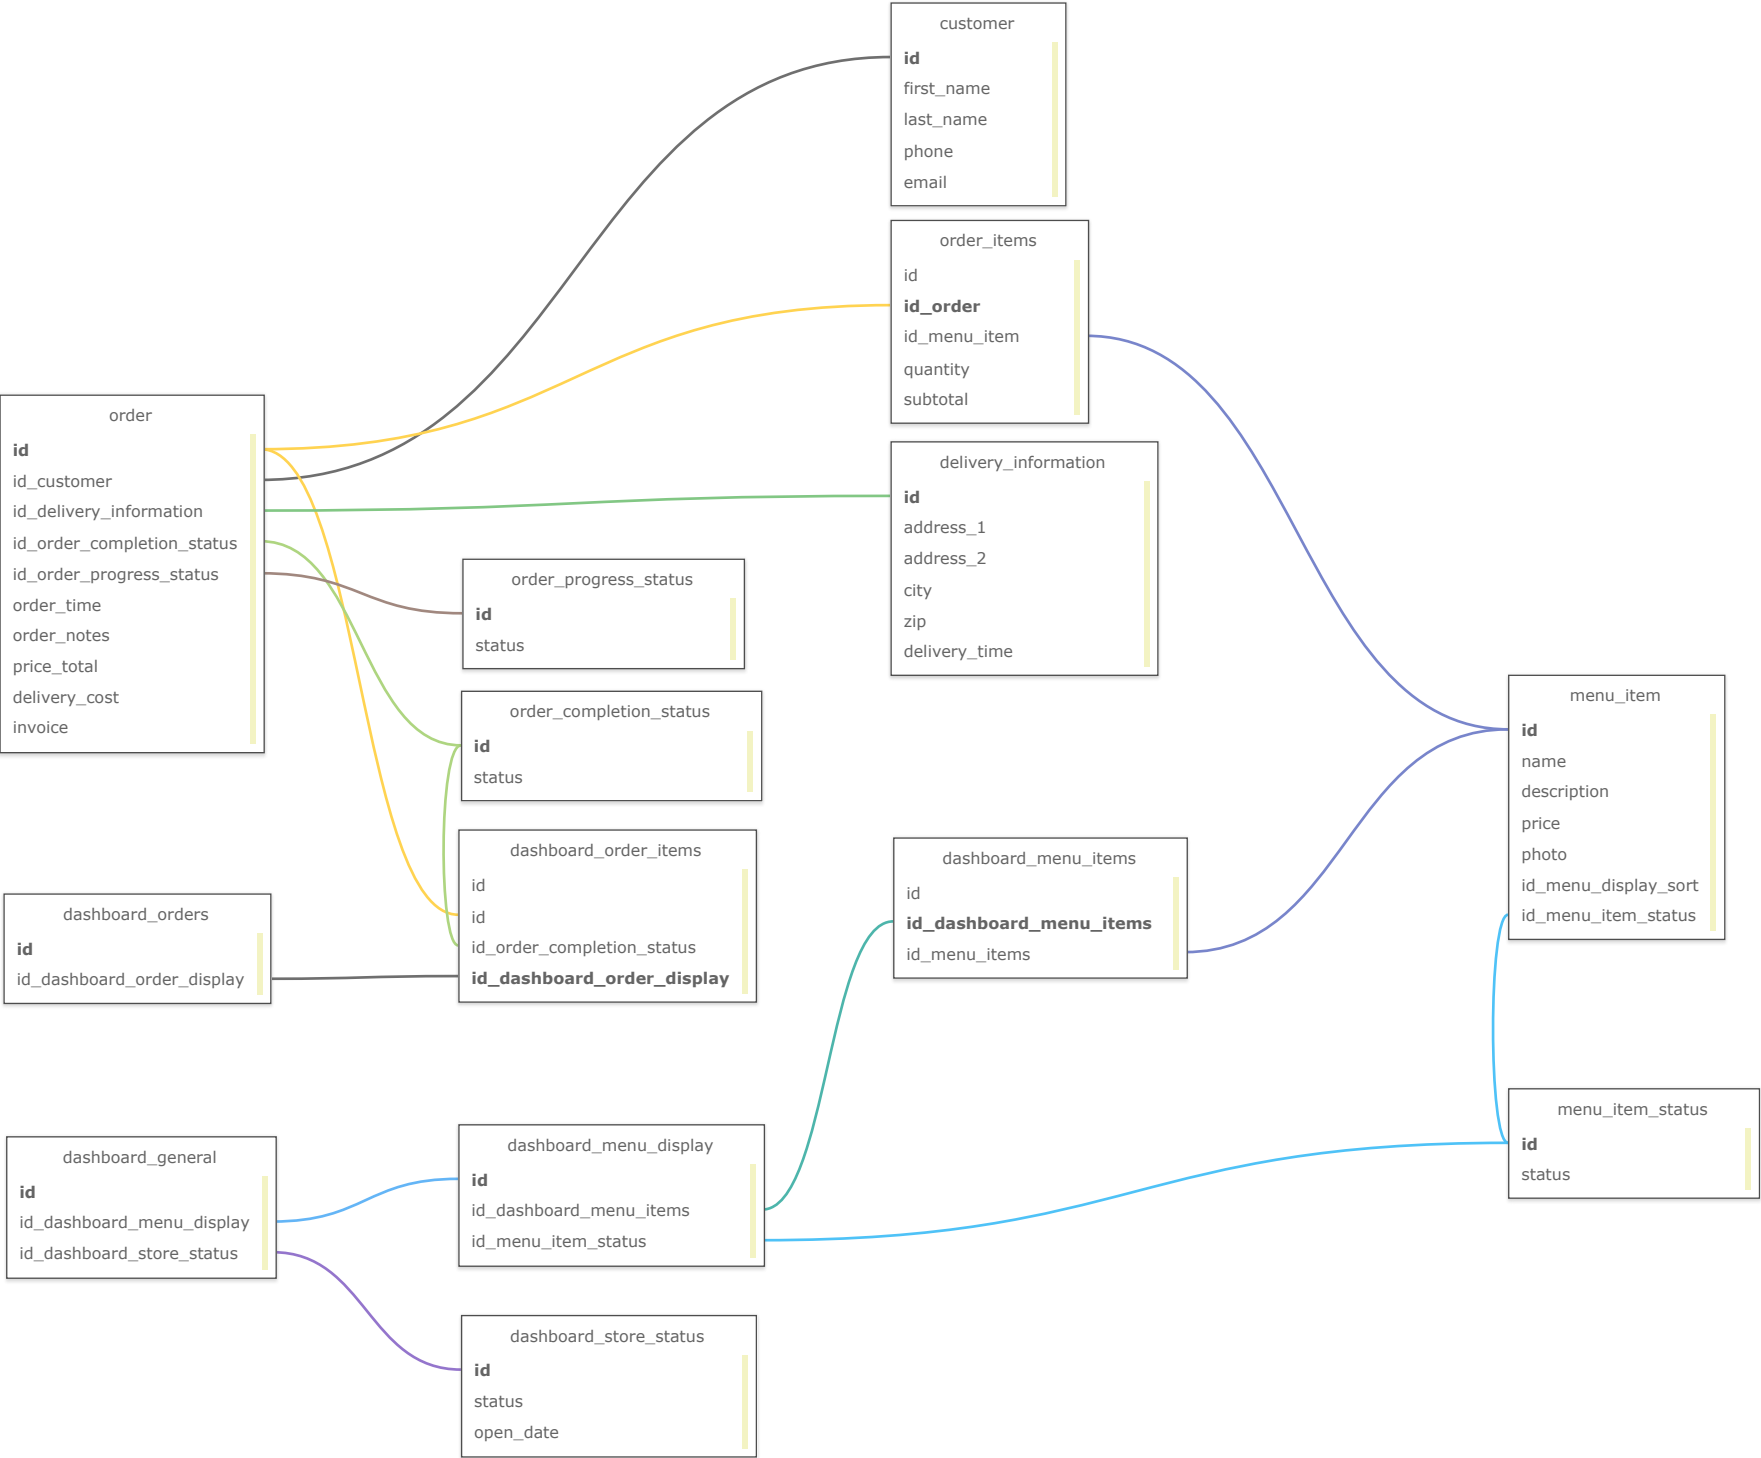 customer
id
first_name
last_name
phone
email
order_items
id
id_order
id_menu_item
quantity
subtotal
order
id
id_customer
id_delivery_information
id_order_completion_status
id_order_progress_status
order_time
order_notes
price_total
delivery_cost
invoice
delivery_information
id
address_1
address_2
city
zip
delivery_time
order_progress_status
id
status
order_completion_status
id
status
menu_item
id
name
description
price
photo
id_menu_display_sort
id_menu_item_status
dashboard_order_items
id
id
id_order_completion_status
id_dashboard_order_display
dashboard_menu_items
id
id_dashboard_menu_items
id_menu_items
dashboard_orders
id
id_dashboard_order_display
dashboard_general
id
id_dashboard_menu_display
id_dashboard_store_status
dashboard_menu_display
id
id_dashboard_menu_items
id_menu_item_status
menu_item_status
id
status
dashboard_store_status
id
status
open_date